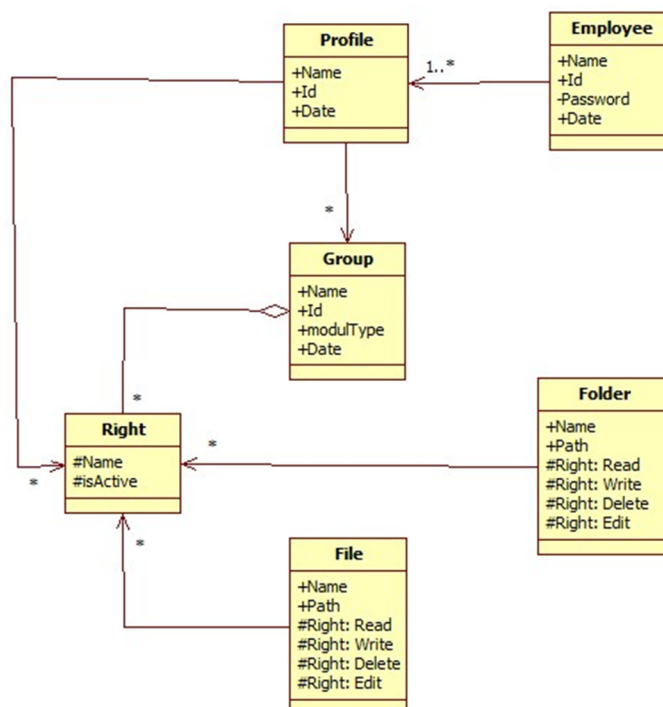 Profile
+Name
+Id
+Date
Employee
+Name
+Id
-Password
+Date
1..*
*
Group
+Name
+Id
+modulType
+Date
*
Right
#Name
#isActive
*
*
*
Folder
+Name
+Path
#Right: Read
#Right: Write
#Right: Delete
#Right: Edit
File
+Name
+Path
#Right: Read
#Right: Write
#Right: Delete
#Right: Edit